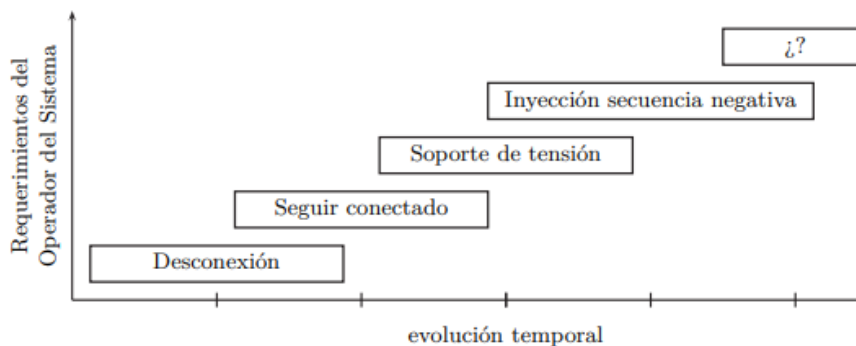 Requerimientos del
Operador del Sistema
¿?
Inyección secuencia negativa
Soporte de tensión
Seguir conectado
Desconexión
evolución temporal